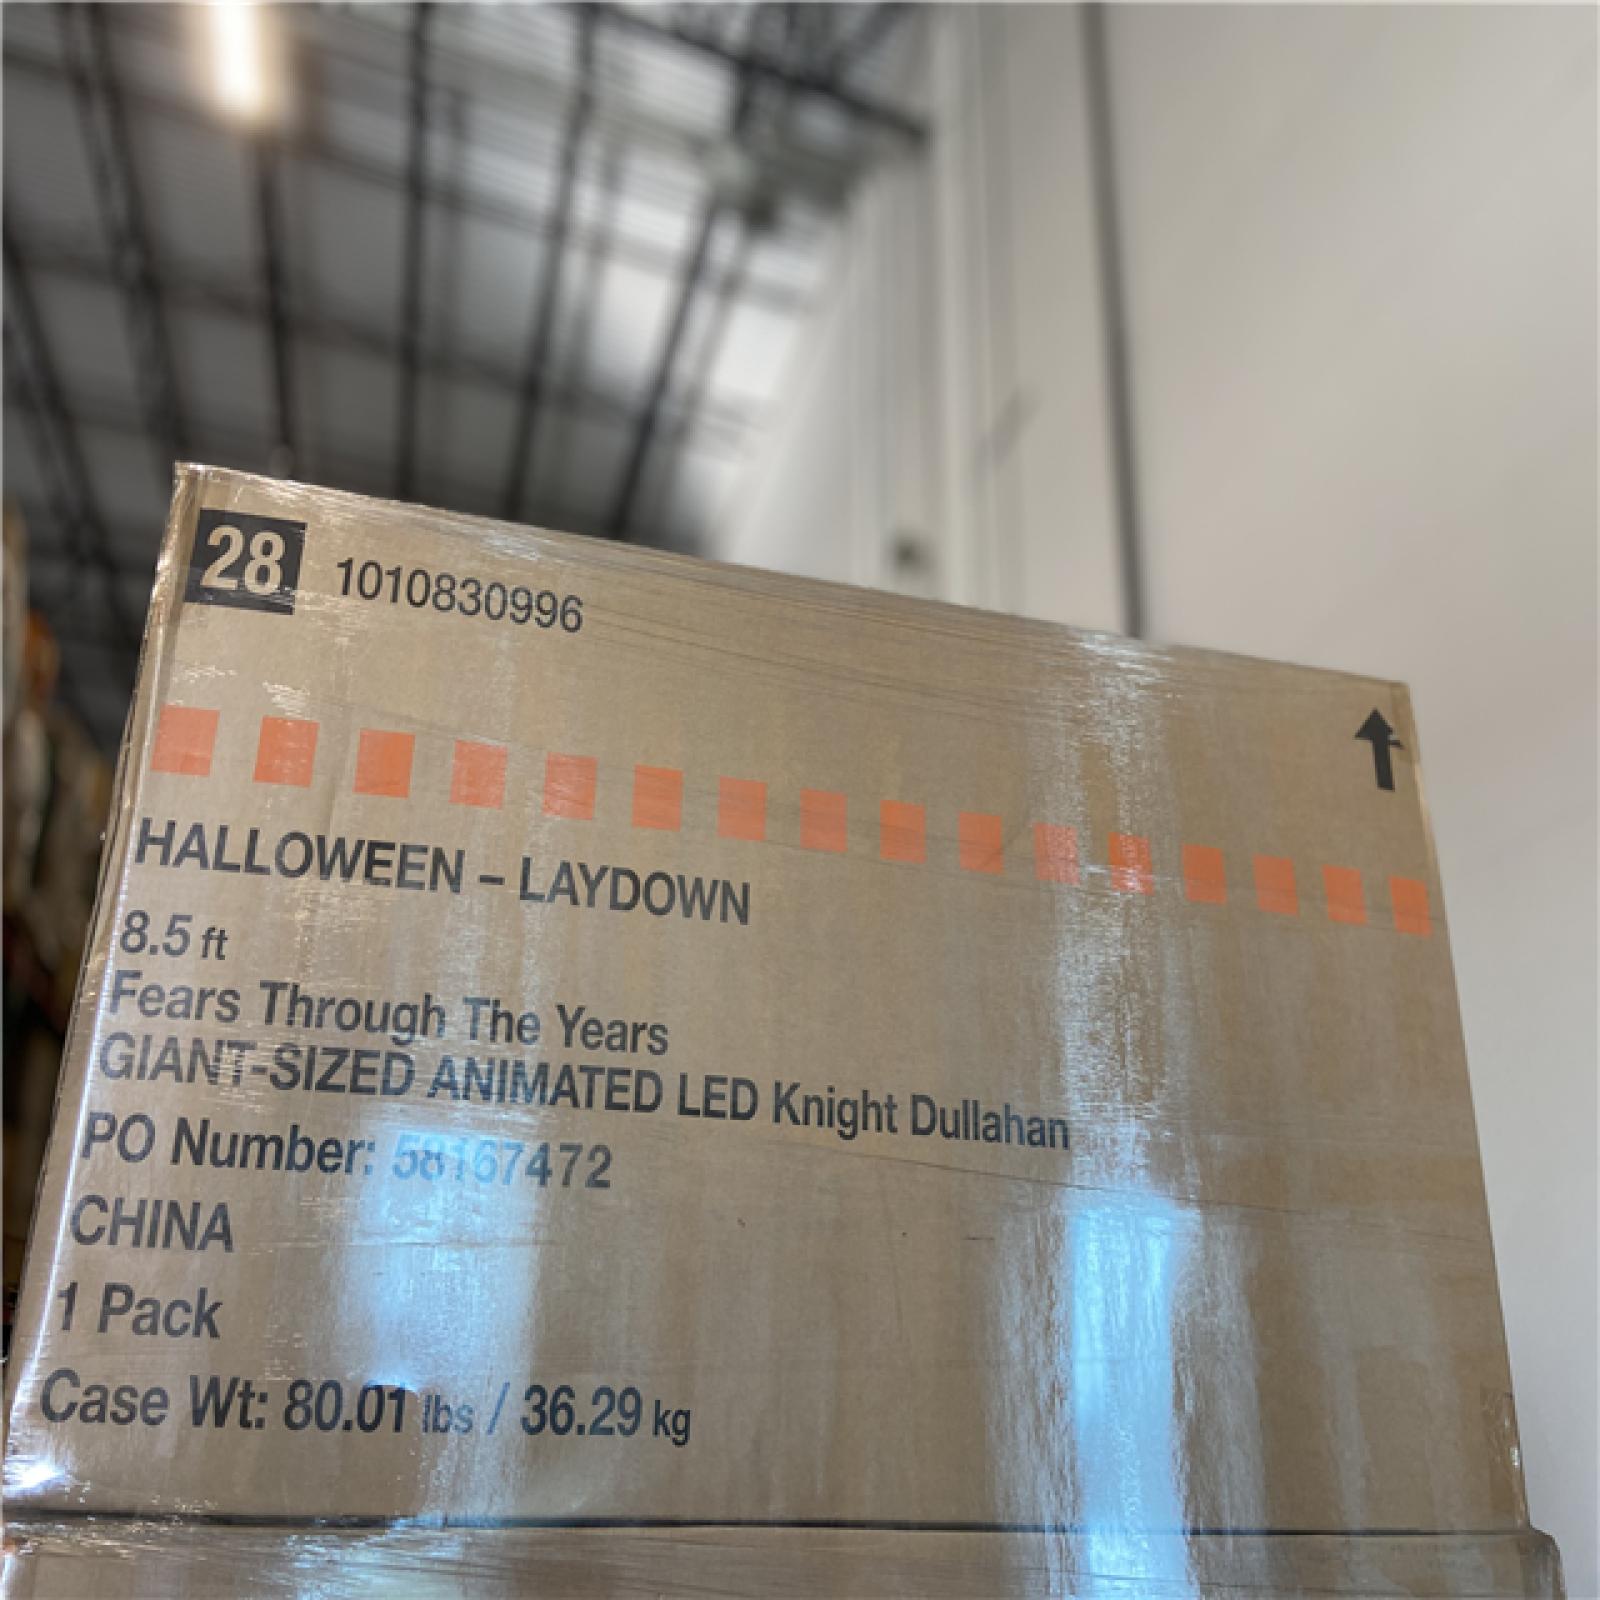 28 1010830996
HALLOWEEN – LAYDOWN
8.5 ft
Fears Through The Years
GIANT-SIZED ANIMATED LED Knight Dullahan
PO Number: 58167472
CHINA
1 Pack
Case Wt: 80.01 lbs / 36.29 kg